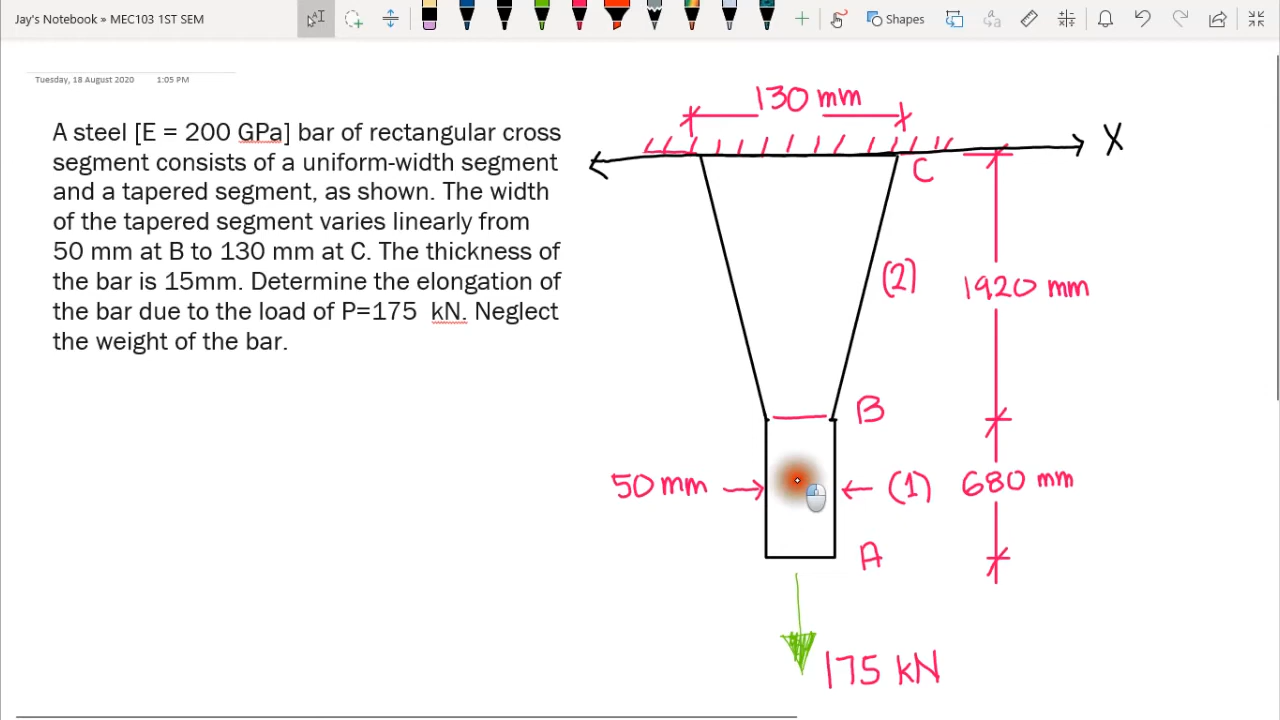 Jay's Notebook » MEC103 1ST SEM
Shapes
Tuesday, 18 August 2020 1:05 PM
A steel [E = 200 GPa] bar of rectangular cross
segment consists of a uniform-width segment
and a tapered segment, as shown. The width
of the tapered segment varies linearly from
50 mm at B to 130 mm at C. The thickness of
the bar is 15mm. Determine the elongation of
the bar due to the load of P=175 kN. Neglect
the weight of the bar.
130 mm
X
C
(2)
1920 mm
B
50 mm
(1)
680 mm
A
175 kN